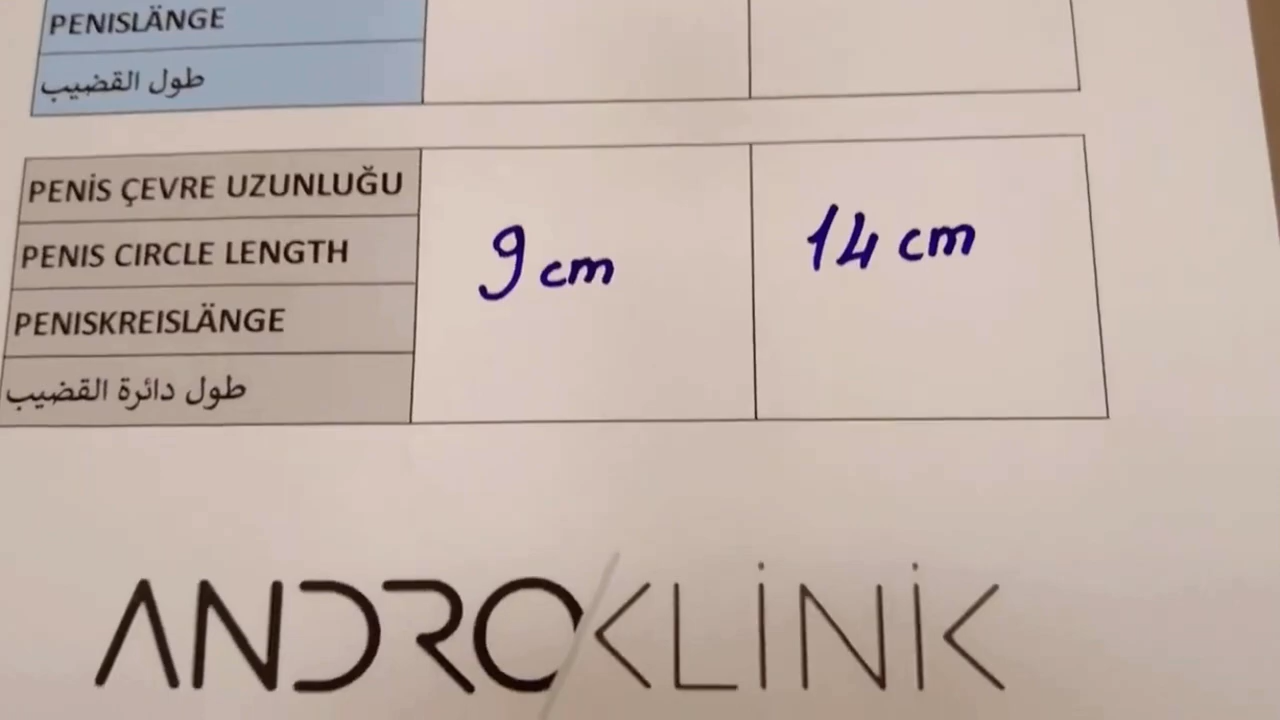 PENISLÄNGE
طول القضيب
PENİS ÇEVRE UZUNLUĞU
PENIS CIRCLE LENGTH
PENISKREISLÄNGE
طول دائرة القضيب
9 cm
14 cm
ANDROKLİNİK